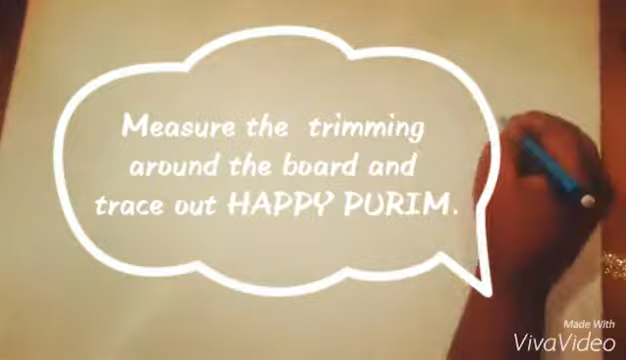 Measure the trimming
around the board and
trace out HAPPY PURIM.
Made With
VivaVideo